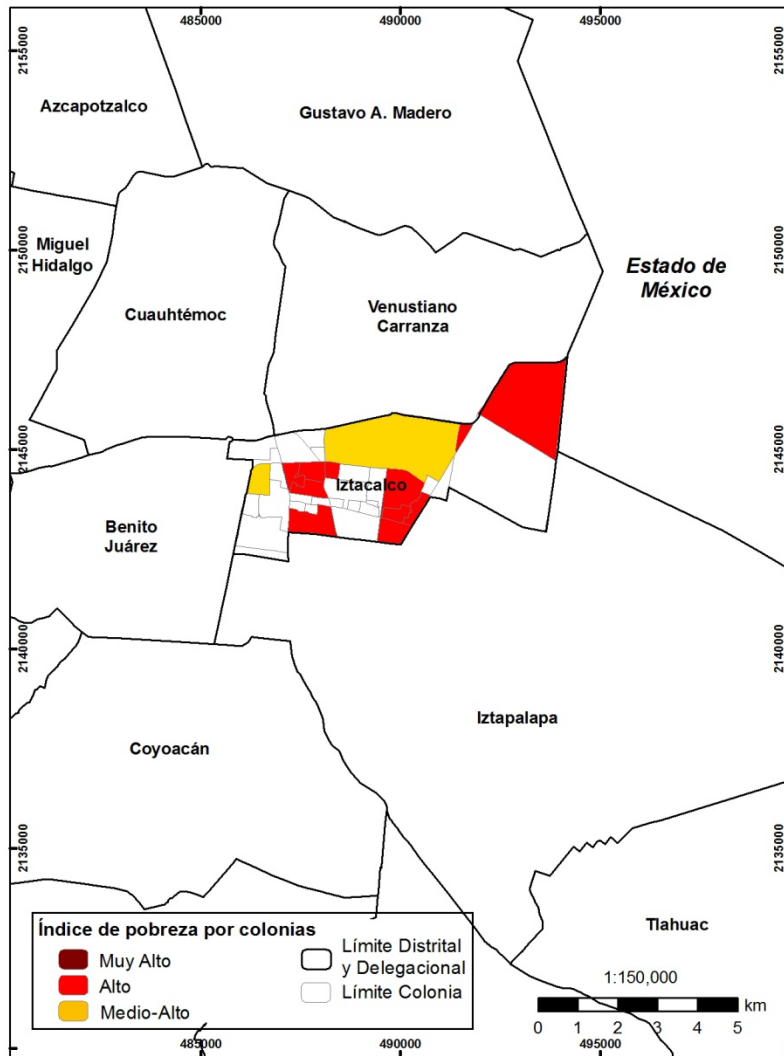 485000 490000 495000
2155000 2155000
Azcapotzalco
Gustavo A. Madero
2150000 2150000
Miguel
Hidalgo
Estado de
México
Cuauhtémoc
Venustiano
Carranza
2145000 2145000
Iztacalco
Benito
Juárez
2140000 2140000
Iztapalapa
Coyoacán
2135000 2135000
Tlahuac
Índice de pobreza por colonias
Muy Alto
Alto
Medio-Alto
Límite Distrital
y Delegacional
Límite Colonia
1:150,000
km
0 1 2 3 4 5
485000 490000 495000